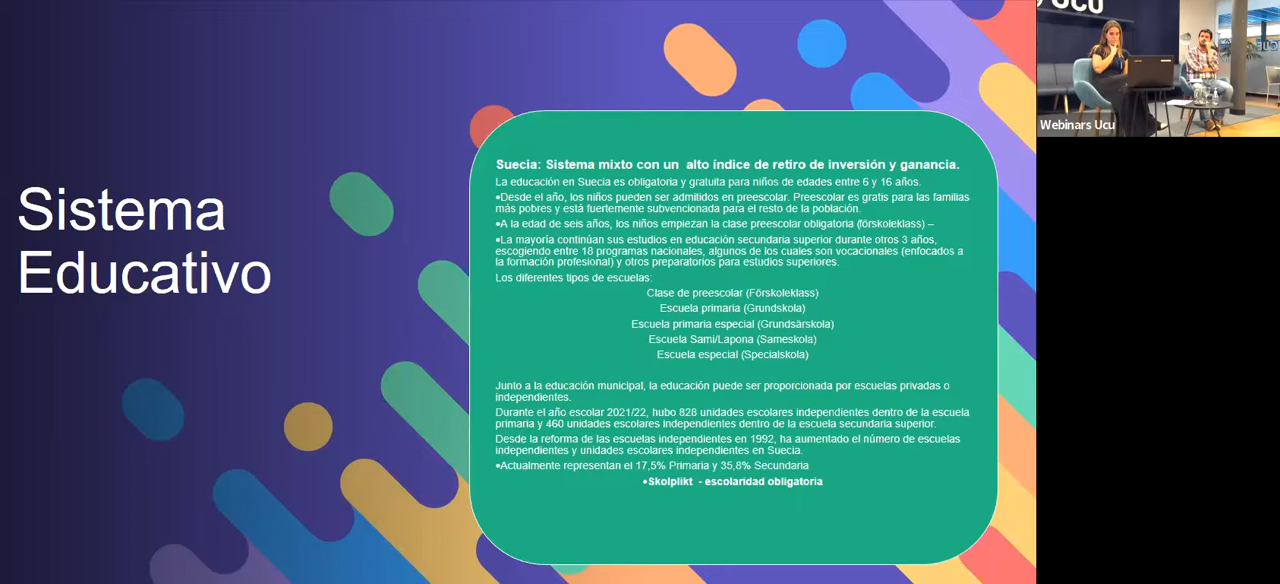 Sistema
Educativo
Suecia: Sistema mixto con un alto índice de retiro de inversión y ganancia.
La educación en Suecia es obligatoria y gratuita para niños de edades entre 6 y 16 años.
•Desde el año, los niños pueden ser admitidos en preescolar. Preescolar es gratis para las familias
más pobres y está fuertemente subvencionada para el resto de la población.
•A la edad de seis años, los niños empiezan la clase preescolar obligatoria (förskoleklass) –
•La mayoría continúan sus estudios en educación secundaria superior durante otros 3 años,
escogiendo entre 18 programas nacionales, algunos de los cuales son vocacionales (enfocados a
la formación profesional) y otros preparatorios para estudios superiores.
Los diferentes tipos de escuelas:
Clase de preescolar (Förskoleklass)
Escuela primaria (Grundskola)
Escuela primaria especial (Grundsärskola)
Escuela Sami/Lapona (Sameskola)
Escuela especial (Specialskola)
Junto a la educación municipal, la educación puede ser proporcionada por escuelas privadas o
independientes.
Durante el año escolar 2021/22, hubo 828 unidades escolares independientes dentro de la escuela
primaria y 460 unidades escolares independientes dentro de la escuela secundaria superior.
Desde la reforma de las escuelas independientes en 1992, ha aumentado el número de escuelas
independientes y unidades escolares independientes en Suecia.
•Actualmente representan el 17,5% Primaria y 35,8% Secundaria
•Skolplikt - escolaridad obligatoria
UCU
Webinars Ucu